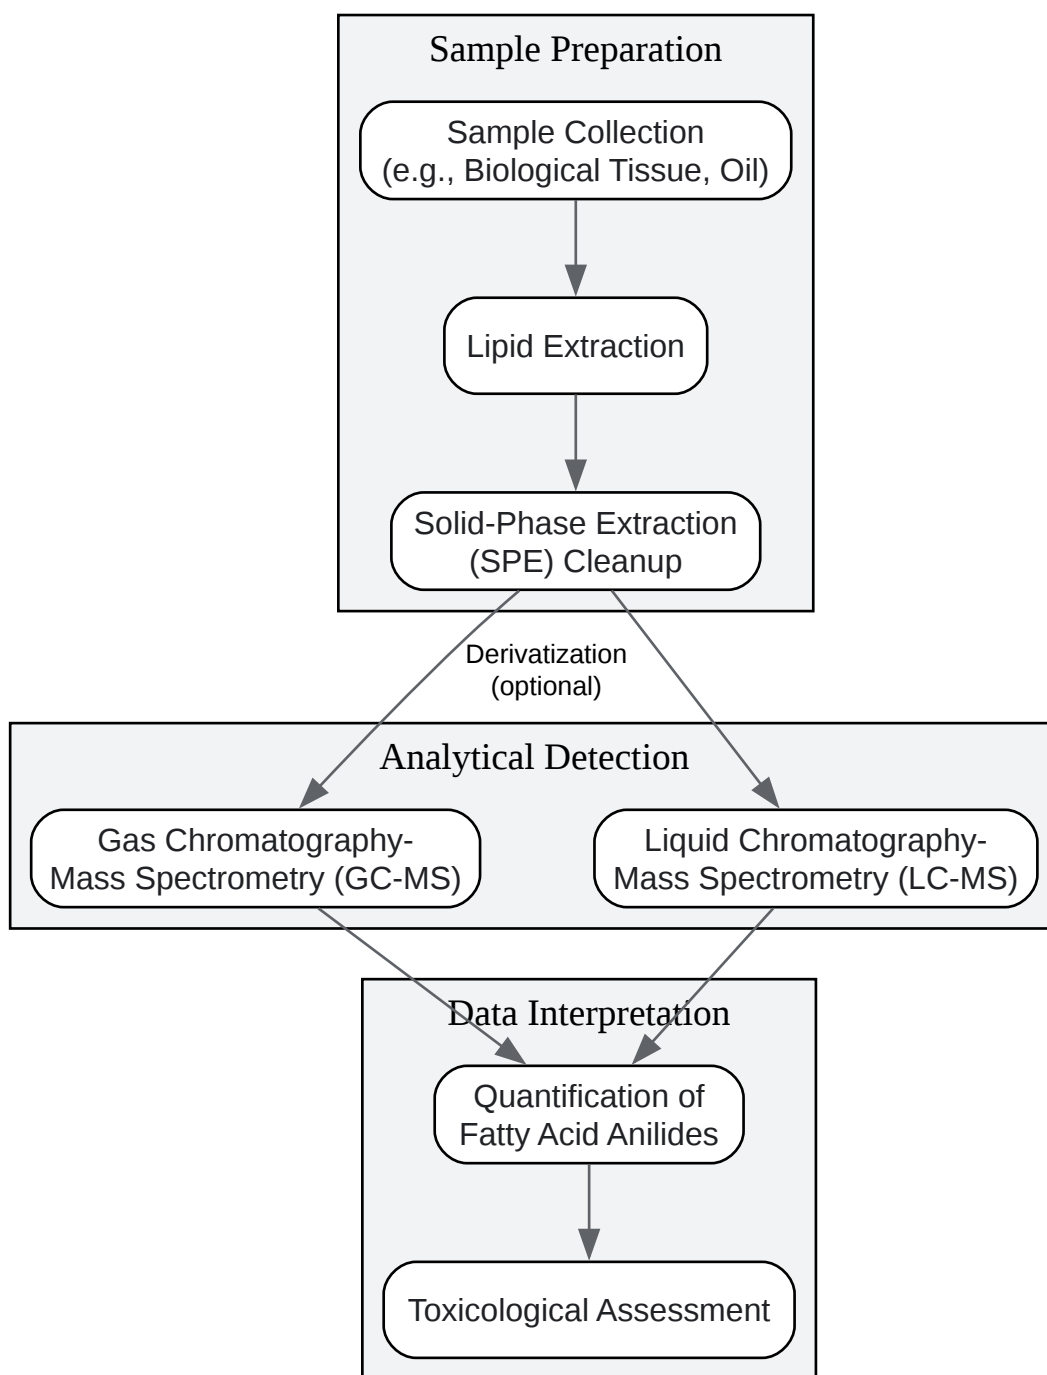 Sample Preparation
Sample Collection
(e.g., Biological Tissue, Oil)
Lipid Extraction
Solid-Phase Extraction
(SPE) Cleanup
Derivatization
(optional)
Analytical Detection
Gas Chromatography-
Mass Spectrometry (GC-MS)
Liquid Chromatography-
Mass Spectrometry (LC-MS)
Data Interpretation
Quantification of
Fatty Acid Anilides
Toxicological Assessment